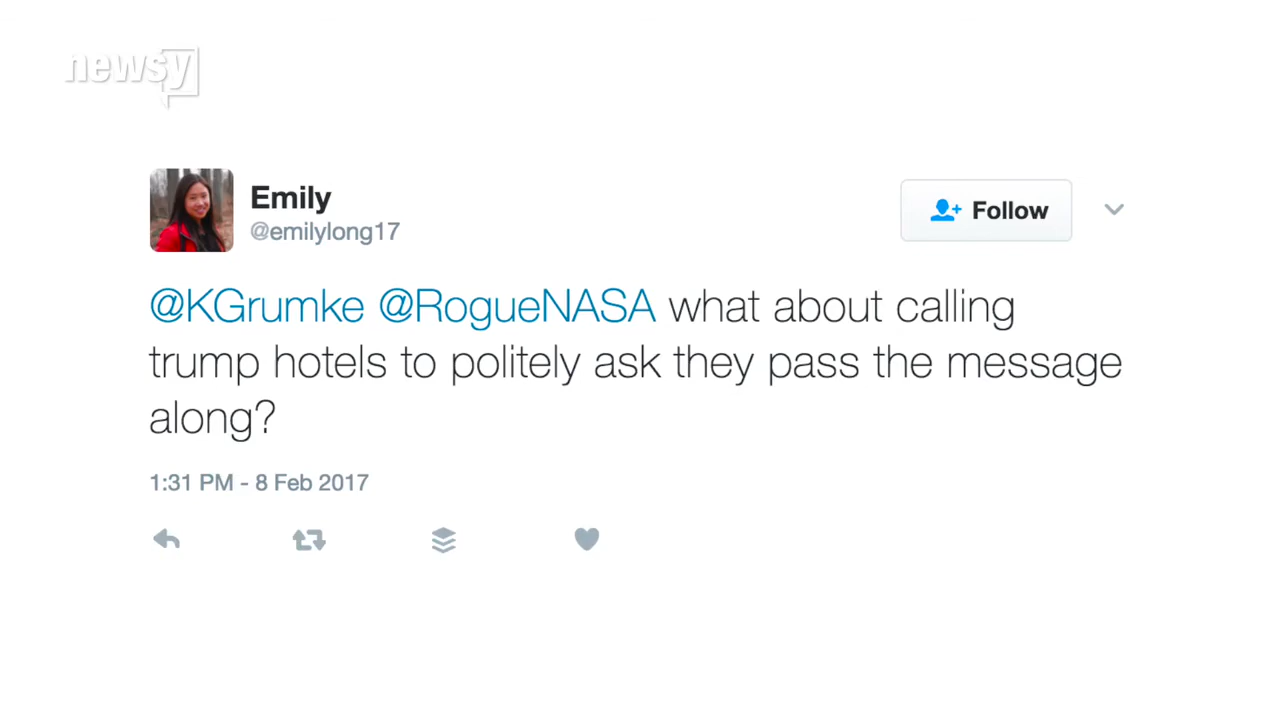 newsy
Emily
@emilylong17
Follow
@KGrumke @RogueNASA what about calling
trump hotels to politely ask they pass the message
along?
1:31 PM - 8 Feb 2017